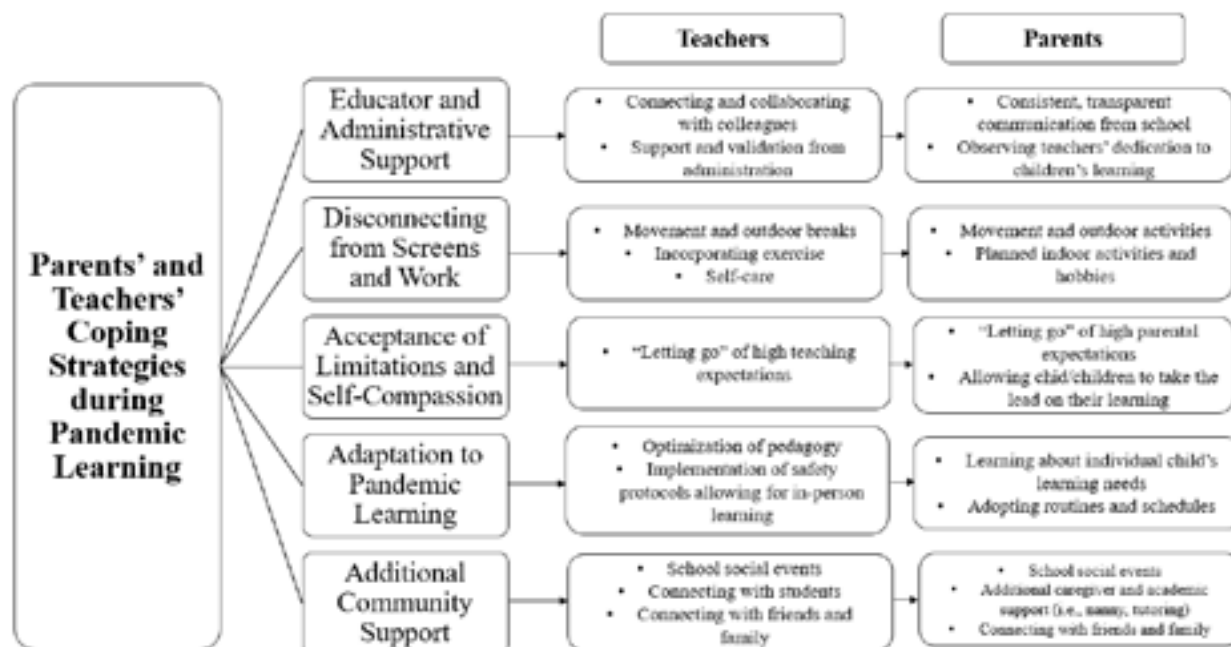 Teachers
Parents
Parents' and
Teachers'
Coping
Strategies
during
Pandemic
Learning
Educator and
Administrative
Support
• Connecting and collaborating
with colleagues
• Support and validation from
administration
• Consistent, transparent
communication from school
• Observing teachers' dedication to
children's learning
Disconnecting
from Screens
and Work
• Movement and outdoor breaks
• Incorporating exercise
• Self-care
• Movement and outdoor activities
• Planned indoor activities and
hobbies
Acceptance of
Limitations and
Self-Compassion
• "Letting go" of high teaching
expectations
• "Letting go" of high parental
expectations
• Allowing chid/children to take the
lead on their learning
Adaptation to
Pandemic
Learning
• Optimization of pedagogy
• Implementation of safety
protocols allowing for in-person
learning
• Learning about individual child's
learning needs
• Adopting routines and schedules
Additional
Community
Support
• School social events
• Connecting with students
• Connecting with friends and
family
• School social events
• Additional caregiver and academic
support (i.e., nanny, tutoring)
• Connecting with friends and family